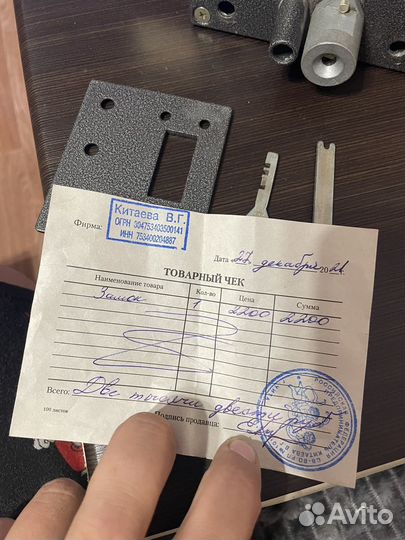 Китаева В.Г.
ОГРН 304753403500141
ИНН 753400204887
Фирма:
Дата 27 декабря 2021.
ТОВАРНЫЙ ЧЕК
Наименование товара Кол-во Цена Сумма
Замок 1 2200 2200
Всего: Две тысячи двести рублей
100 листов
Подпись продавца:
Avito